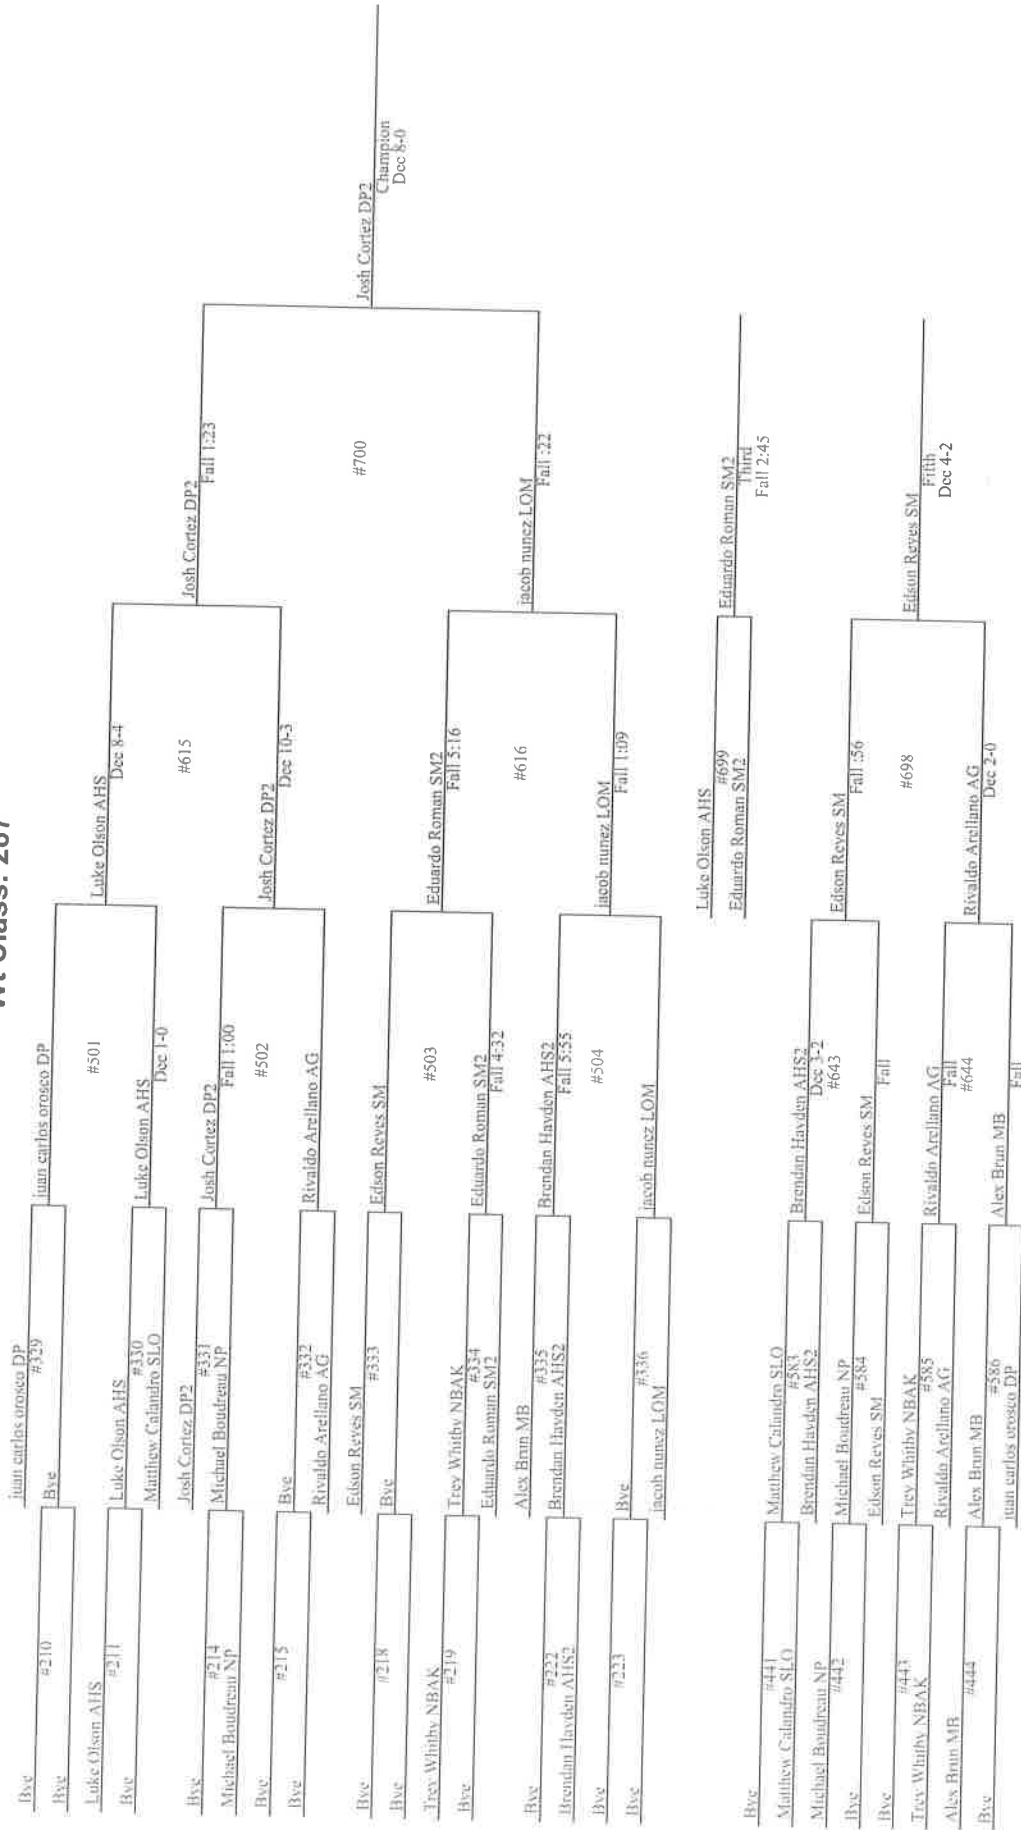 Bye
#210
Bye
Luke Olson AHS
#211
Bye
Bye
#214
Michael Boudreau NP
Bye
#215
Bye
Bye
#218
Bye
Trey Whitby NBAK
#219
Bye
Bye
#222
Brendan Hayden AHS2
Bye
#223
Bye
juan carlos orosco DP
#329
Bye
Luke Olson AHS
#330
Matthew Calandro SLO
Josh Cortez DP2
#331
Michael Boudreau NP
Bye
#332
Rivaldo Arellano AG
Edson Reyes SM
#333
Bye
Trey Whitby NBAK
#334
Eduardo Roman SM2
Alex Brun MB
#335
Brendan Hayden AHS2
Bye
#336
jacob nunez LOM
juan carlos orosco DP
#501
Luke Olson AHS
Dec 1-0
Josh Cortez DP2
Fall 1:00
#502
Rivaldo Arellano AG
Edson Reyes SM
#503
Eduardo Roman SM2
Fall 4:32
Brendan Hayden AHS2
Fall 5:55
#504
jacob nunez LOM
Luke Olson AHS
Dec 8-4
#615
Josh Cortez DP2
Dec 10-3
Eduardo Roman SM2
Fall 5:16
#616
jacob nunez LOM
Fall 1:09
Josh Cortez DP2
Fall 1:23
#700
jacob nunez LOM
Fall :22
Josh Cortez DP2
Champion
Dec 8-0
Luke Olson AHS
#699
Eduardo Roman SM2
Eduardo Roman SM2
Third
Fall 2:45
Bye
#441
Matthew Calandro SLO
Michael Boudreau NP
#442
Bye
Bye
#443
Trey Whitby NBAK
Alex Brun MB
#444
Bye
Matthew Calandro SLO
#583
Brendan Hayden AHS2
Michael Boudreau NP
#584
Edson Reyes SM
Trey Whitby NBAK
#585
Rivaldo Arellano AG
Alex Brun MB
#586
juan carlos orosco DP
Brendan Hayden AHS2
Dec 3-2
#643
Edson Reyes SM
Fall
Rivaldo Arellano AG
Fall
#644
Alex Brun MB
Fall
Edson Reyes SM
Fall :56
#698
Rivaldo Arellano AG
Dec 2-0
Edson Reyes SM
Fifth
Dec 4-2